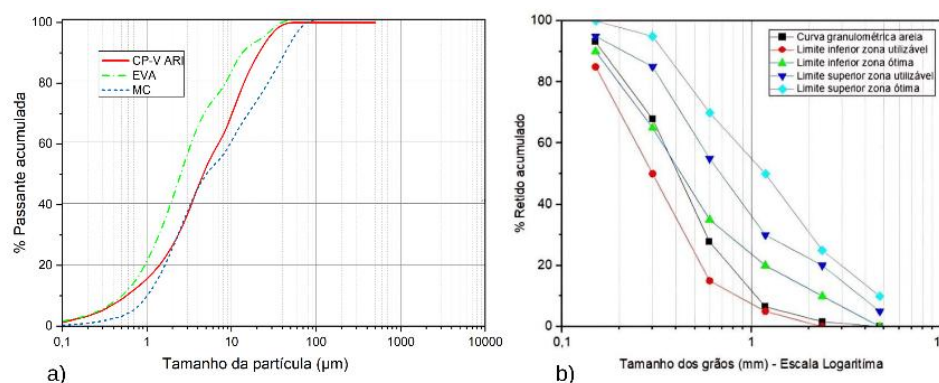 % Passante acumulada
100
80
60
40
20
0
CP-V ARI
EVA
MC
0,1
1
10
100
1000
10000
Tamanho da partícula (µm)
a)
% Retido acumulado
100
80
60
40
20
0
Curva granulométrica areia
Limite inferior zona utilizável
Limite inferior zona ótima
Limite superior zona utilizável
Limite superior zona ótima
0,1
1
Tamanho dos grãos (mm) - Escala Logaritíma
b)